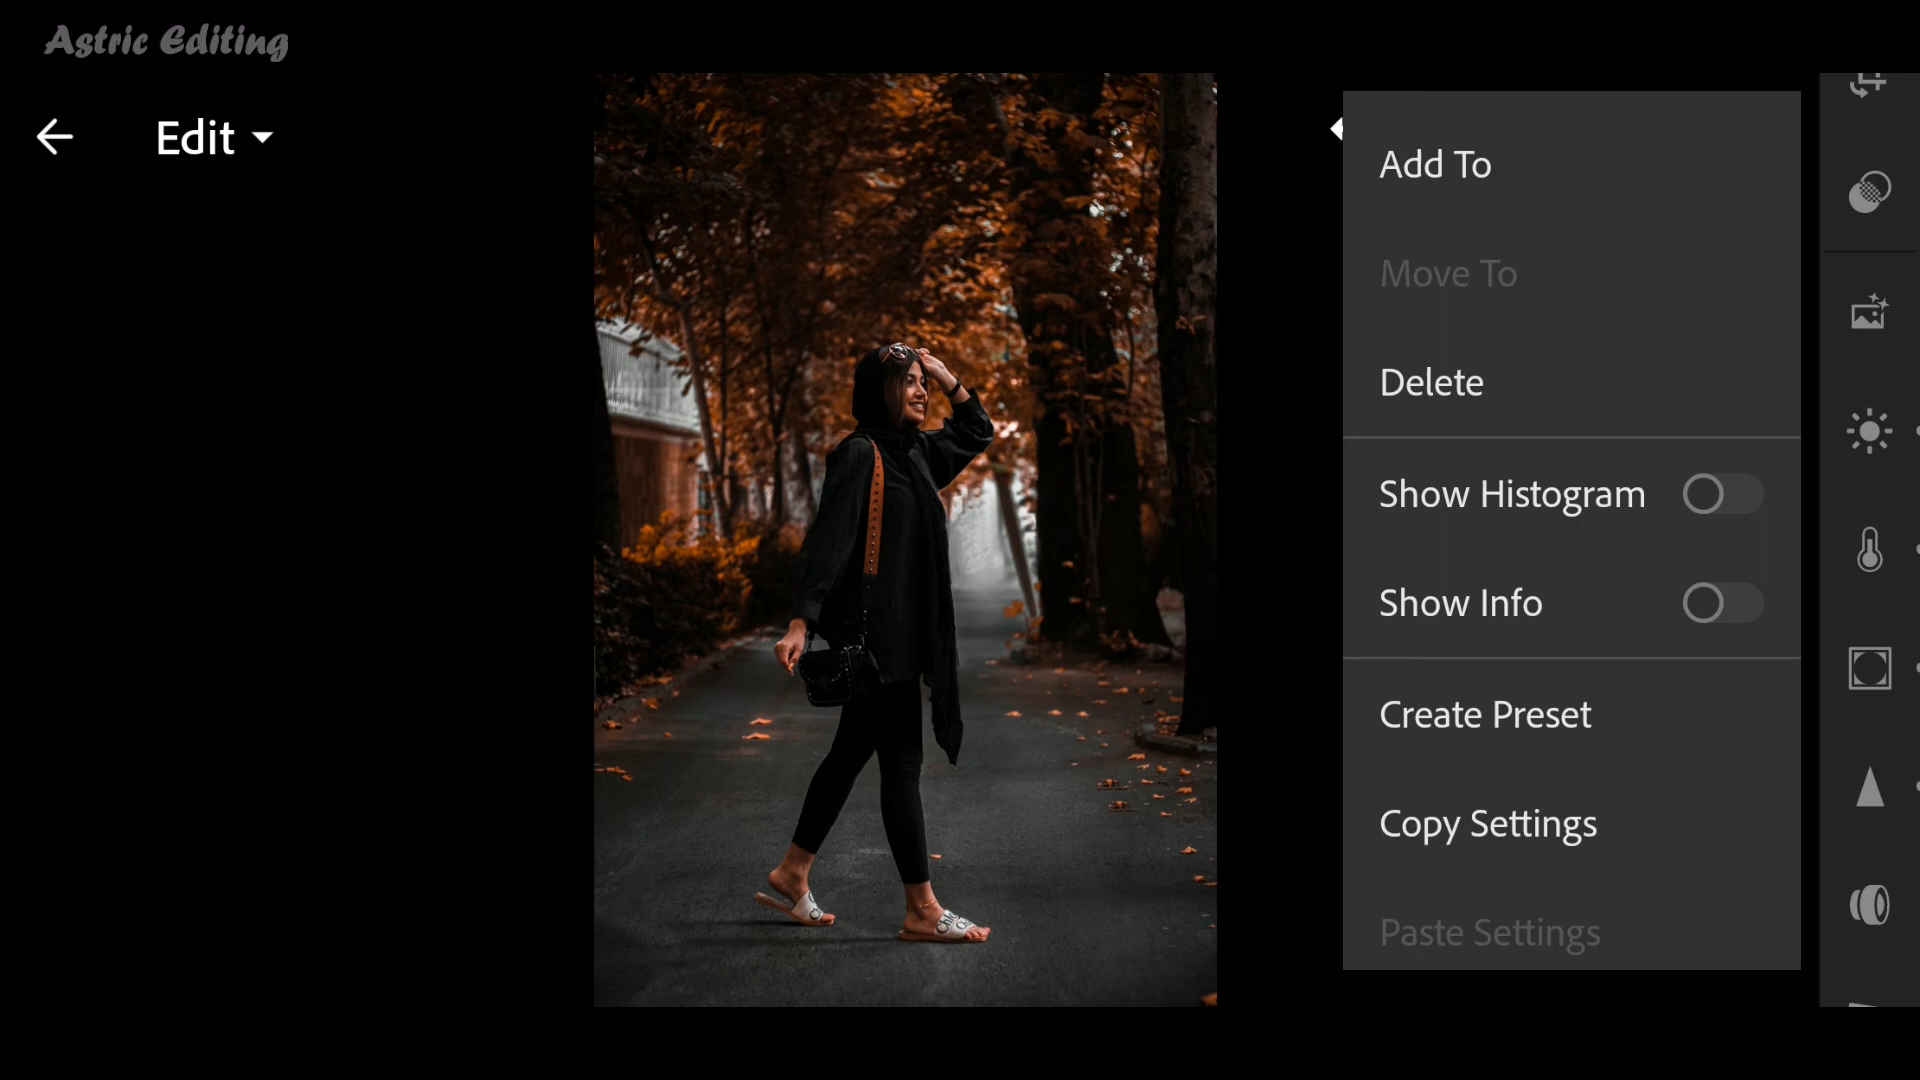 Astric Editing
Edit
Add To
Move To
Delete
Show Histogram
Show Info
Create Preset
Copy Settings
Paste Settings